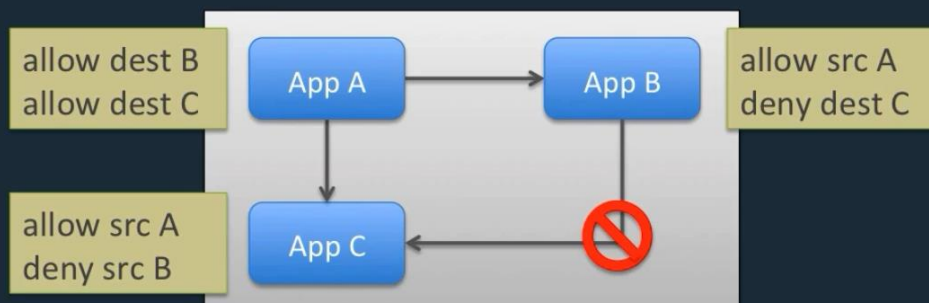 allow dest B
allow dest C
App A
App B
allow src A
deny dest C
allow src A
deny src B
App C